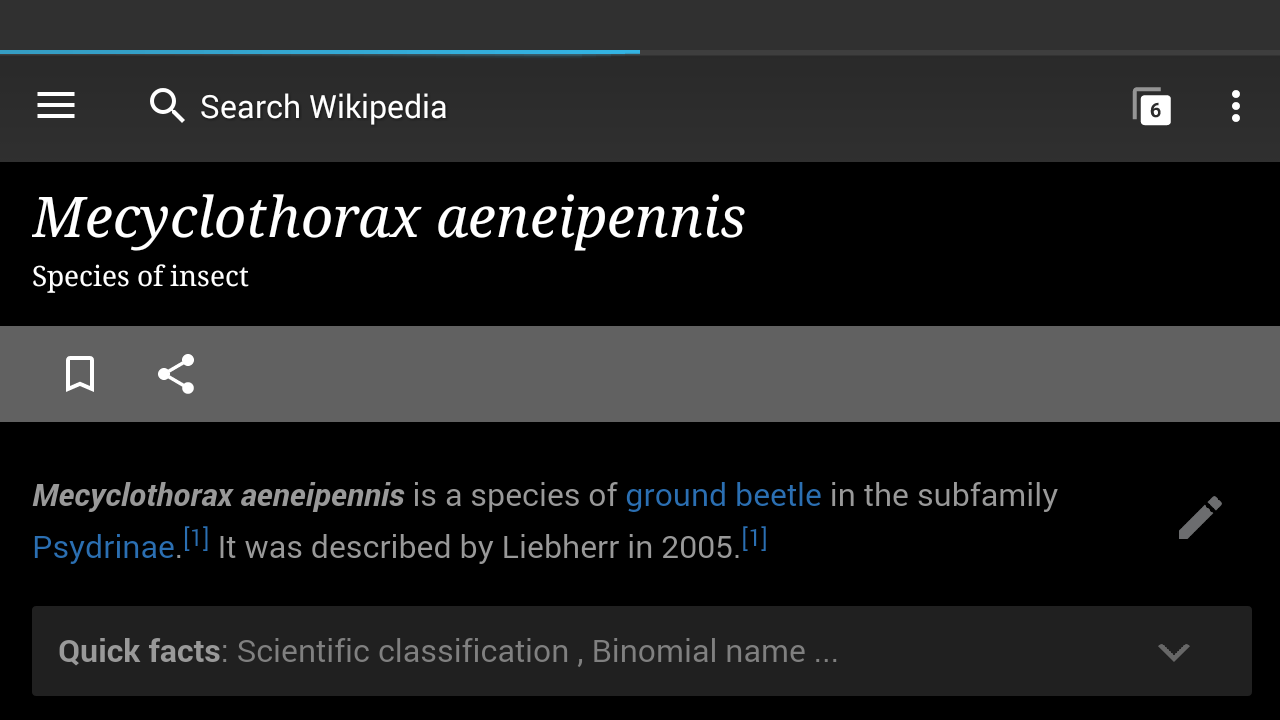 Search Wikipedia
6
Mecyclothorax aeneipennis
Species of insect
Mecyclothorax aeneipennis is a species of ground beetle in the subfamily
Psydrinae.[1] It was described by Liebherr in 2005.[1]
Quick facts: Scientific classification , Binomial name ...